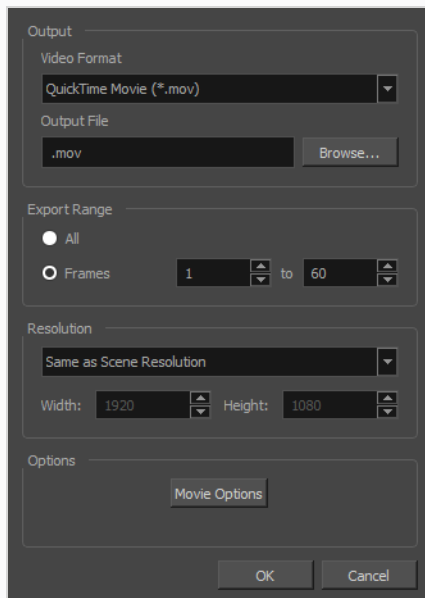 Output
Video Format
QuickTime Movie (*.mov)
Output File
.mov Browse...
Export Range
All
Frames 1 to 60
Resolution
Same as Scene Resolution
Width: 1920 Height: 1080
Options
Movie Options
OK Cancel